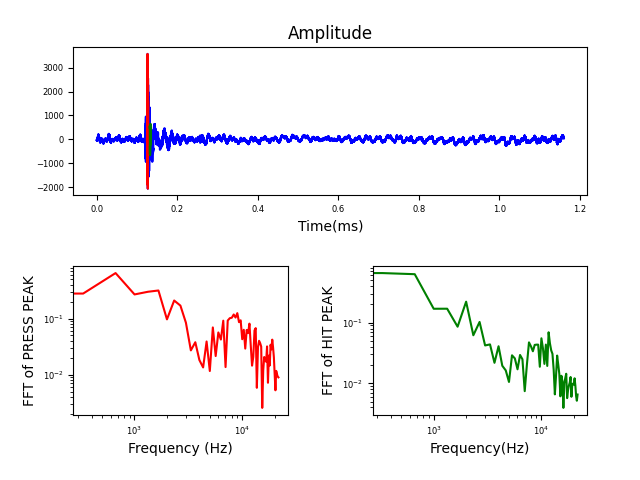 Amplitude
3000
2000
1000
0
−1000
−2000
0.0 0.2 0.4 0.6 0.8 1.0 1.2
Time(ms)
FFT of PRESS PEAK
10⁻¹
10⁻²
10³ 10⁴
Frequency (Hz)
FFT of HIT PEAK
10⁻¹
10⁻²
10³ 10⁴
Frequency(Hz)